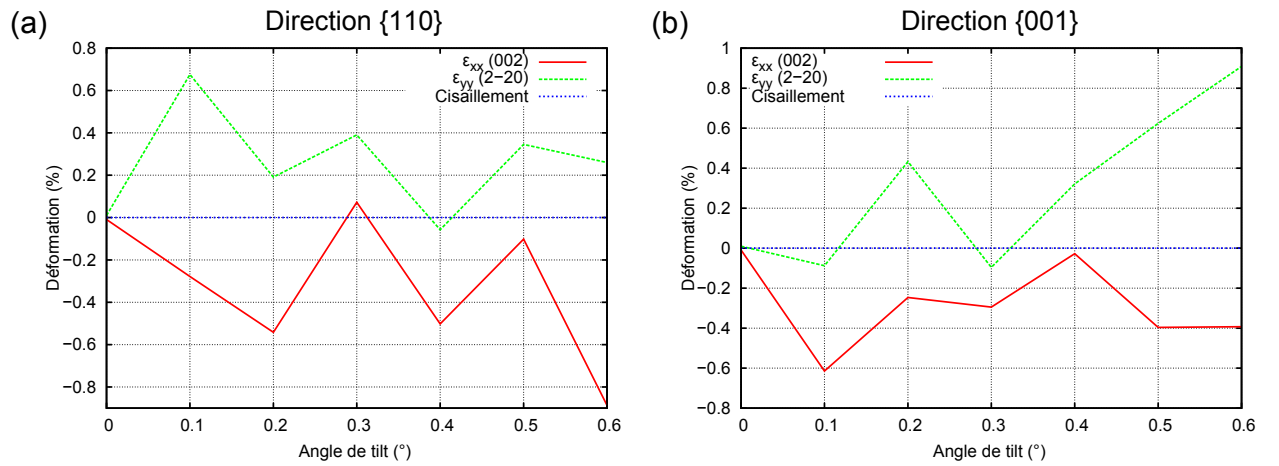 (a)
Direction {110}
0.8
0.6
0.4
0.2
0
−0.2
−0.4
−0.6
−0.8
Déformation (%)
εxx (002)
εyy (2−20)
Cisaillement
0
0.1
0.2
0.3
0.4
0.5
0.6
Angle de tilt (°)
(b)
Direction {001}
1
0.8
0.6
0.4
0.2
0
−0.2
−0.4
−0.6
−0.8
Déformation (%)
εxx (002)
εyy (2−20)
Cisaillement
0
0.1
0.2
0.3
0.4
0.5
0.6
Angle de tilt (°)